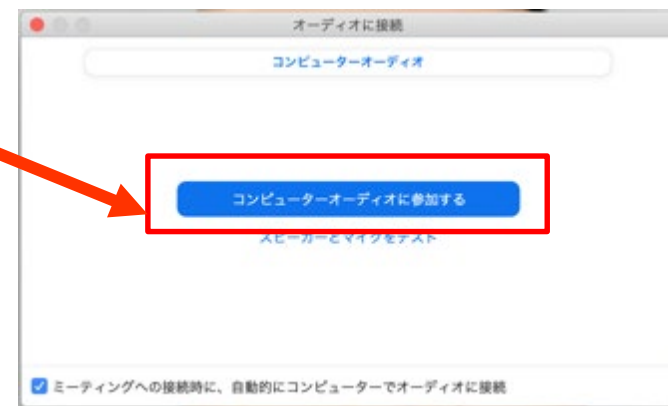 オーディオに接続
コンピューターオーディオ
コンピューターオーディオに参加する
スピーカーとマイクをテスト
ミーティングへの接続時に、自動的にコンピューターでオーディオに接続